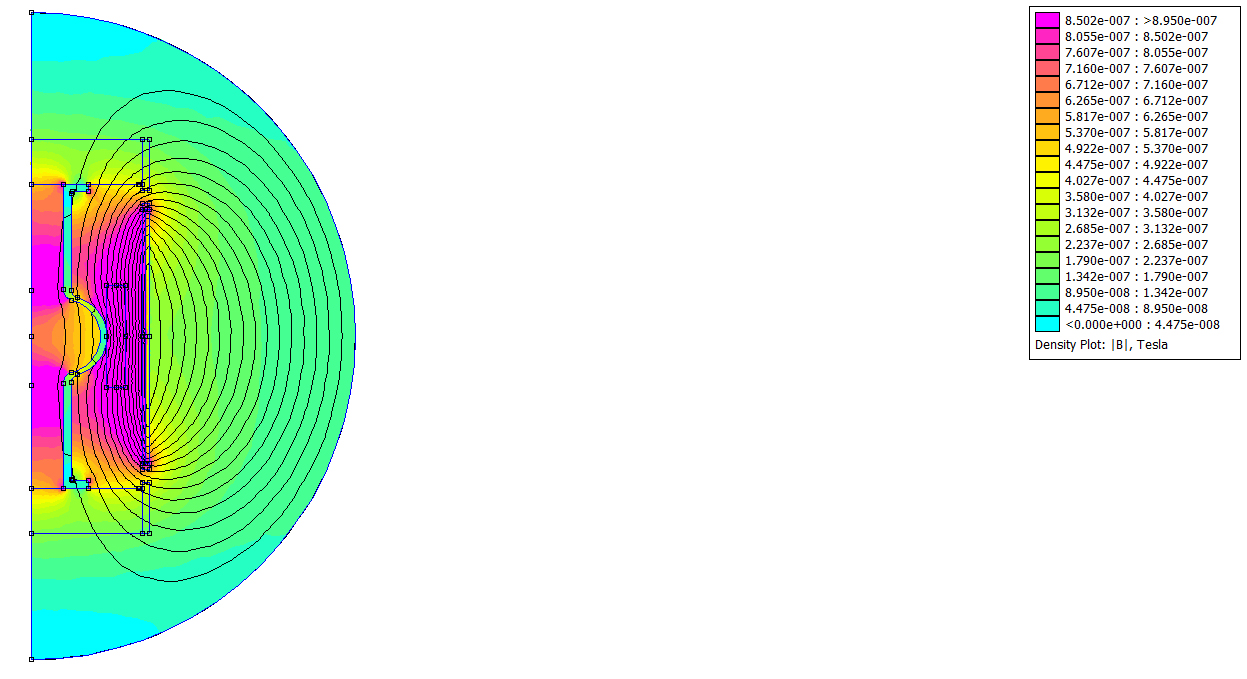 8.502e-007 : >8.950e-007
8.055e-007 : 8.502e-007
7.607e-007 : 8.055e-007
7.160e-007 : 7.607e-007
6.712e-007 : 7.160e-007
6.265e-007 : 6.712e-007
5.817e-007 : 6.265e-007
5.370e-007 : 5.817e-007
4.922e-007 : 5.370e-007
4.475e-007 : 4.922e-007
4.027e-007 : 4.475e-007
3.580e-007 : 4.027e-007
3.132e-007 : 3.580e-007
2.685e-007 : 3.132e-007
2.237e-007 : 2.685e-007
1.790e-007 : 2.237e-007
1.342e-007 : 1.790e-007
8.950e-008 : 1.342e-007
4.475e-008 : 8.950e-008
<0.000e+000 : 4.475e-008
Density Plot: |B|, Tesla